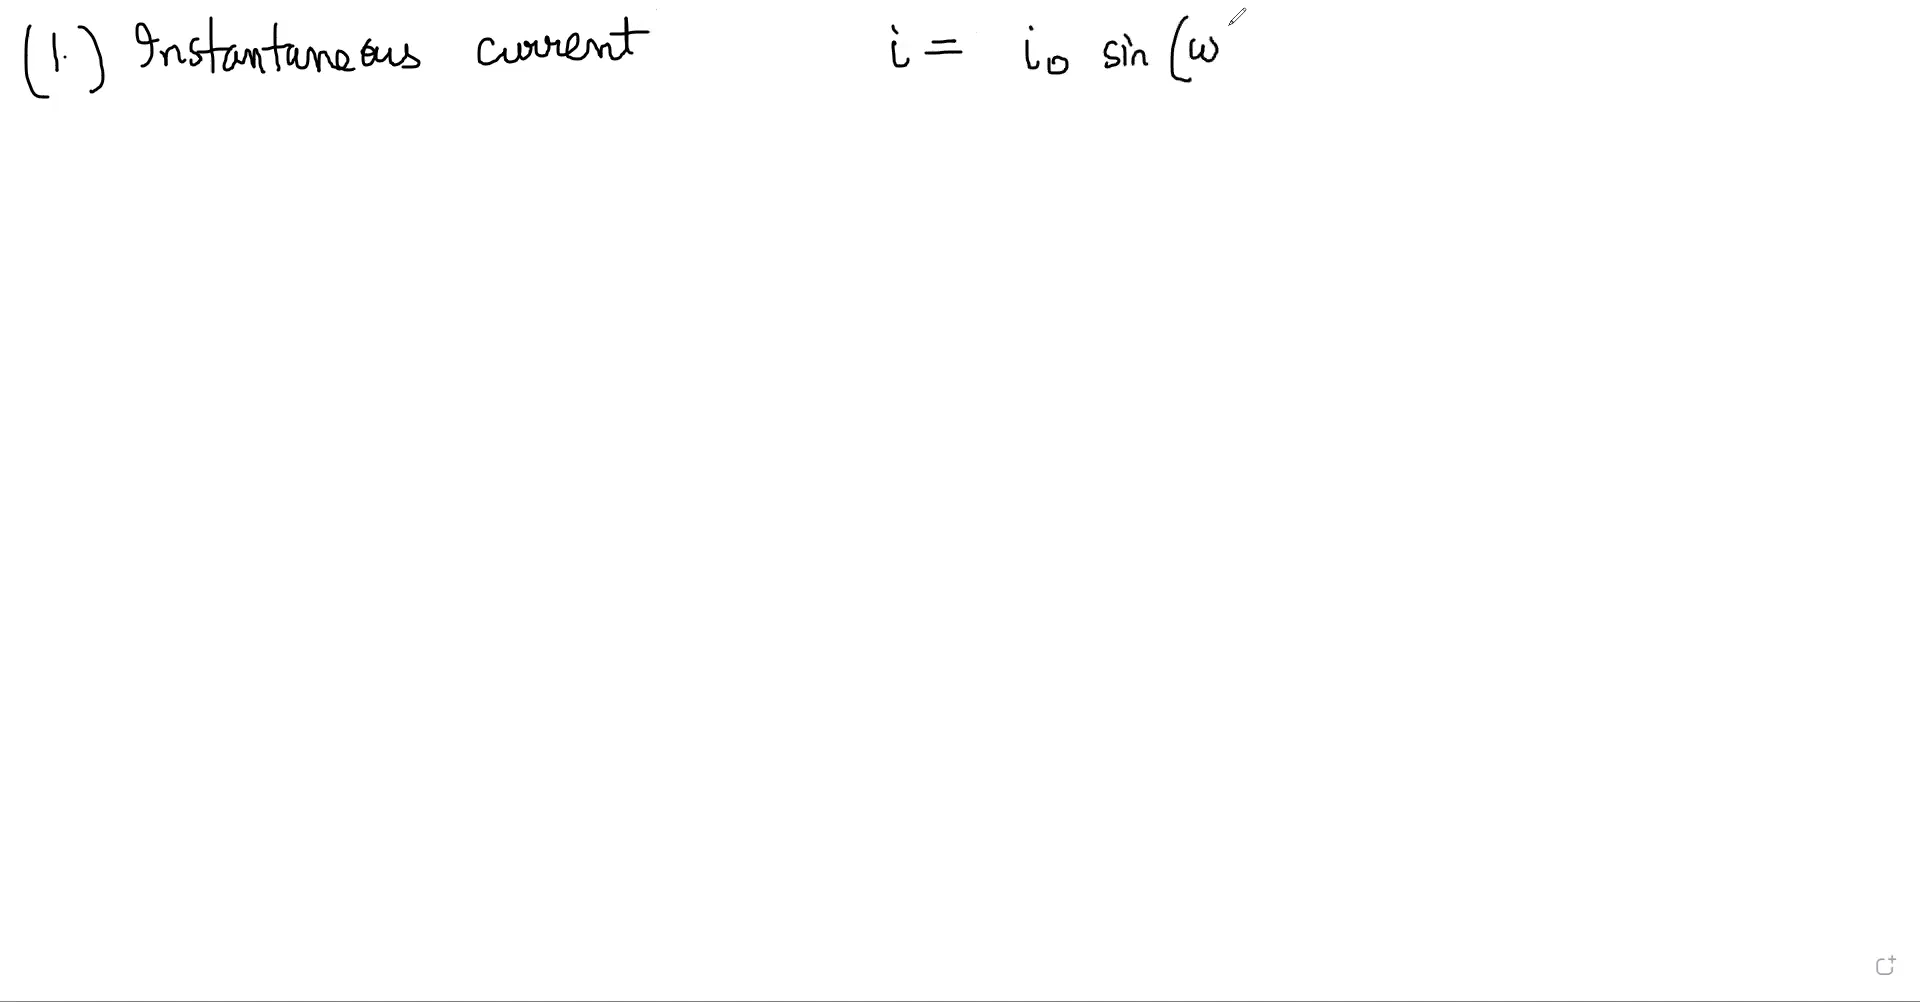 (1.) Instantaneous current i = i₀ sin (ω